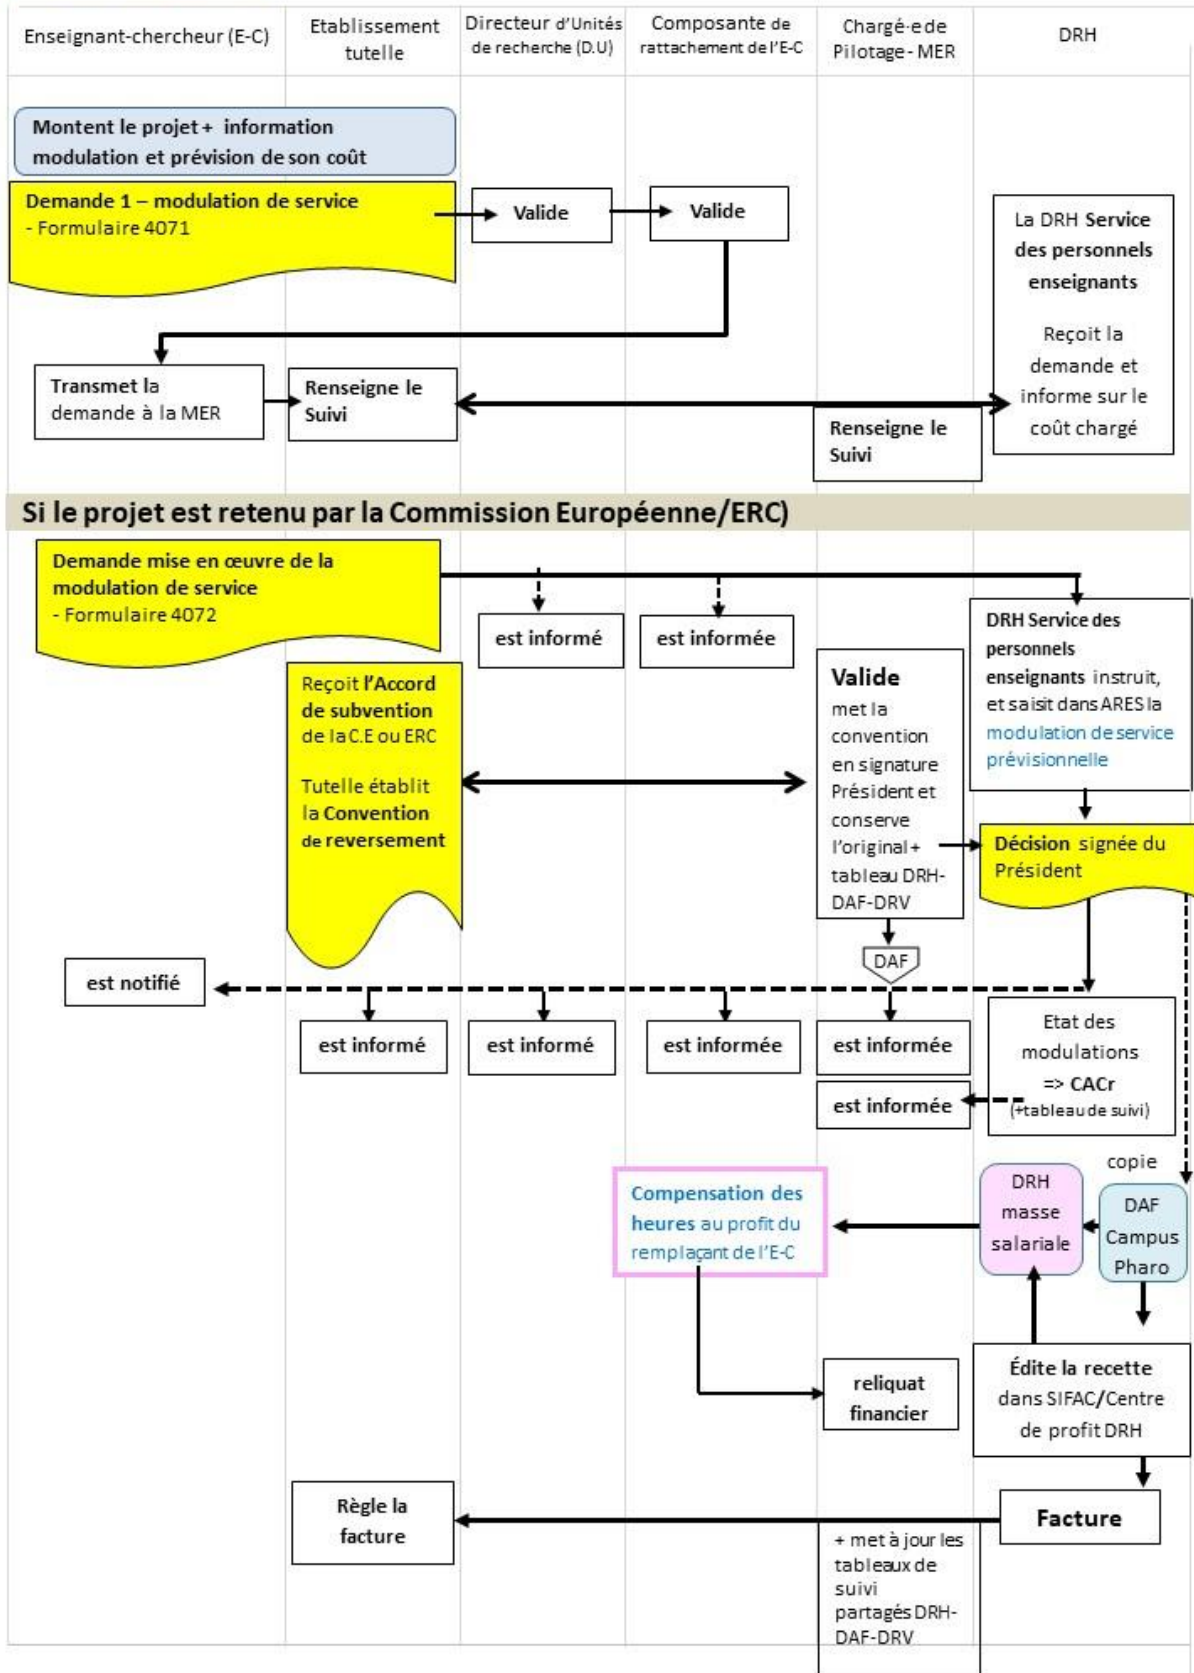 Enseignant-chercheur (E-C)
Etablissement
tutelle
Directeur d'Unités
de recherche (D.U)
Composante de
rattachement de l'E-C
Chargé·e de
Pilotage- MER
DRH
Montent le projet + information
modulation et prévision de son coût
Demande 1 – modulation de service
- Formulaire 4071
Valide
Valide
La DRH Service
des personnels
enseignants
Reçoit la
demande et
informe sur le
coût chargé
Transmet la
demande à la MER
Renseigne le
Suivi
Renseigne le
Suivi
Si le projet est retenu par la Commission Européenne/ERC)
Demande mise en œuvre de la
modulation de service
- Formulaire 4072
est informé
est informée
DRH Service des
personnels
enseignants instruit,
et saisit dans ARES la
modulation de service
prévisionnelle
Reçoit l'Accord
de subvention
de la C.E ou ERC
Tutelle établit
la Convention
de reversement
Valide
met la
convention
en signature
Président et
conserve
l'original +
tableau DRH-
DAF-DRV
Décision signée du
Président
DAF
est notifié
est informé
est informé
est informée
est informée
est informée
Etat des
modulations
=> CACr
(+tableau de suivi)
copie
Compensation des
heures au profit du
remplaçant de l'E-C
DRH
masse
salariale
DAF
Campus
Pharo
reliquat
financier
Édite la recette
dans SIFAC/Centre
de profit DRH
Règle la
facture
Facture
+ met à jour les
tableaux de
suivi
partagés DRH-
DAF-DRV